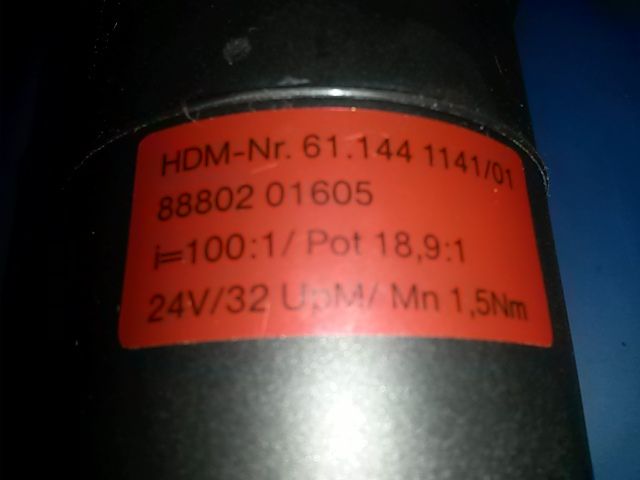 HDM-Nr. 61.144 1141/01
88802 01605
i=100:1/ Pot 18,9:1
24V/32 UpM/ Mn 1,5Nm